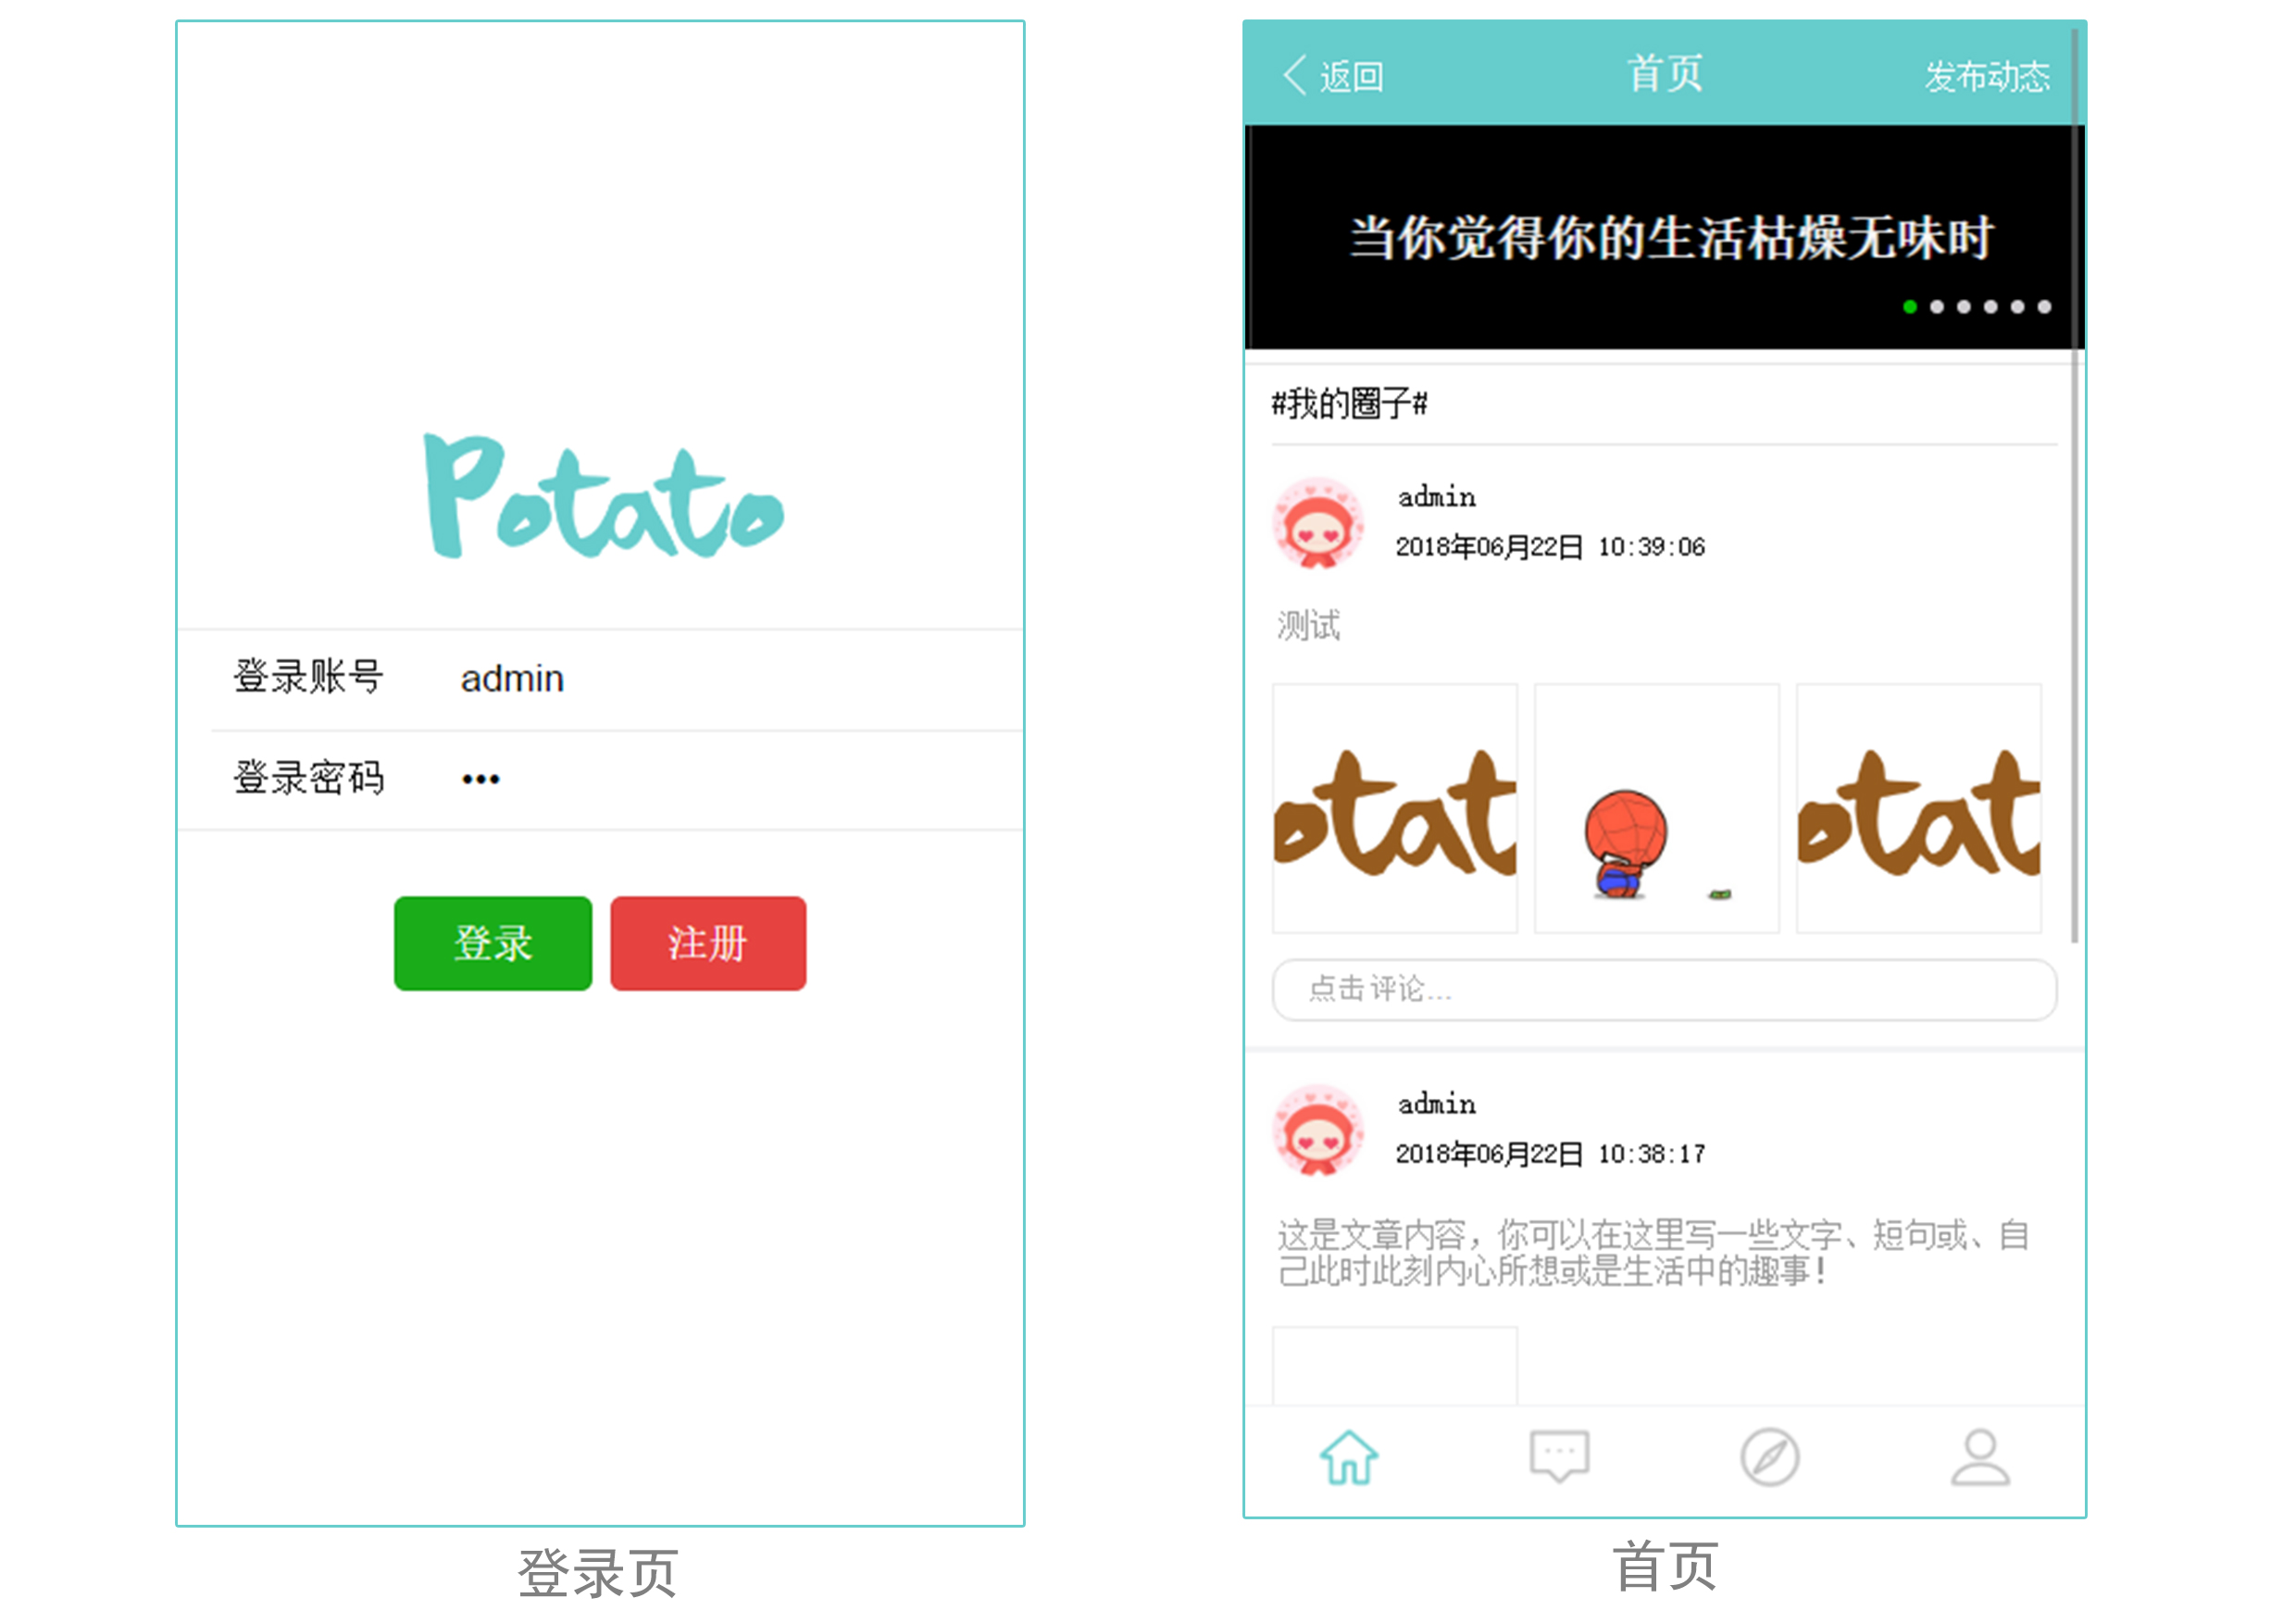 Potato
登录账号 admin
登录密码 •••
登录 注册
登录页
返回 首页 发布动态
当你觉得你的生活枯燥无味时
#我的圈子#
admin
2018年06月22日 10:39:06
测试
otat otat
点击评论...
admin
2018年06月22日 10:38:17
这是文章内容，你可以在这里写一些文字、短句或、自
己此时此刻内心所想或是生活中的趣事！
首页